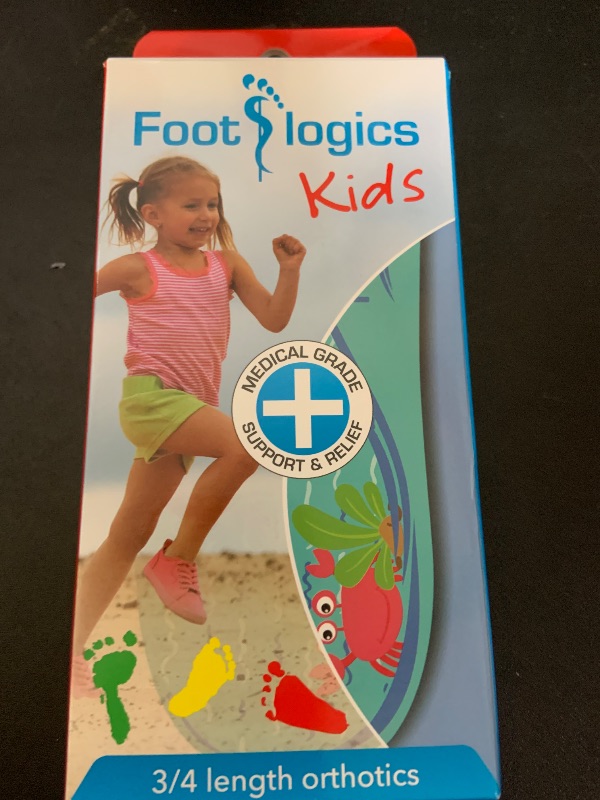 Foot logics
Kids
MEDICAL GRADE
SUPPORT & RELIEF
3/4 length orthotics